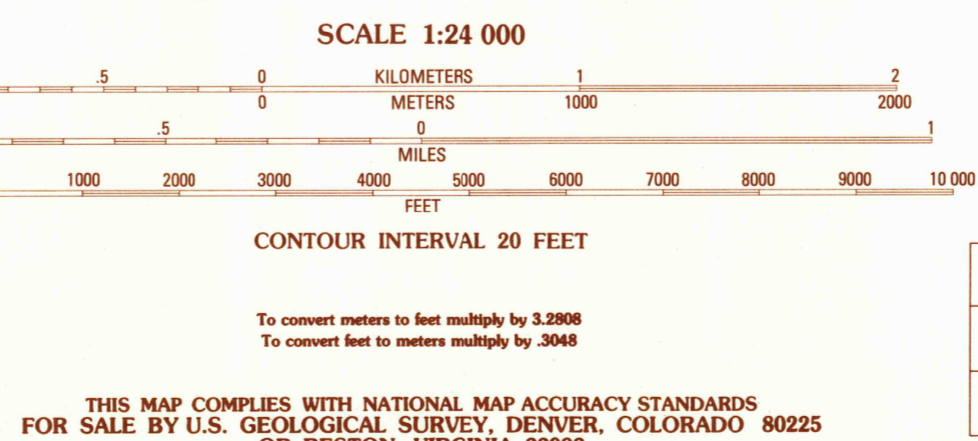 SCALE 1:24 000
.5 0 KILOMETERS 1 2
0 METERS 1000 2000
.5 0 1
MILES
1000 2000 3000 4000 5000 6000 7000 8000 9000 10 000
FEET
CONTOUR INTERVAL 20 FEET
To convert meters to feet multiply by 3.2808
To convert feet to meters multiply by .3048
THIS MAP COMPLIES WITH NATIONAL MAP ACCURACY STANDARDS
FOR SALE BY U.S. GEOLOGICAL SURVEY, DENVER, COLORADO 80225
OR RESTON, VIRGINIA